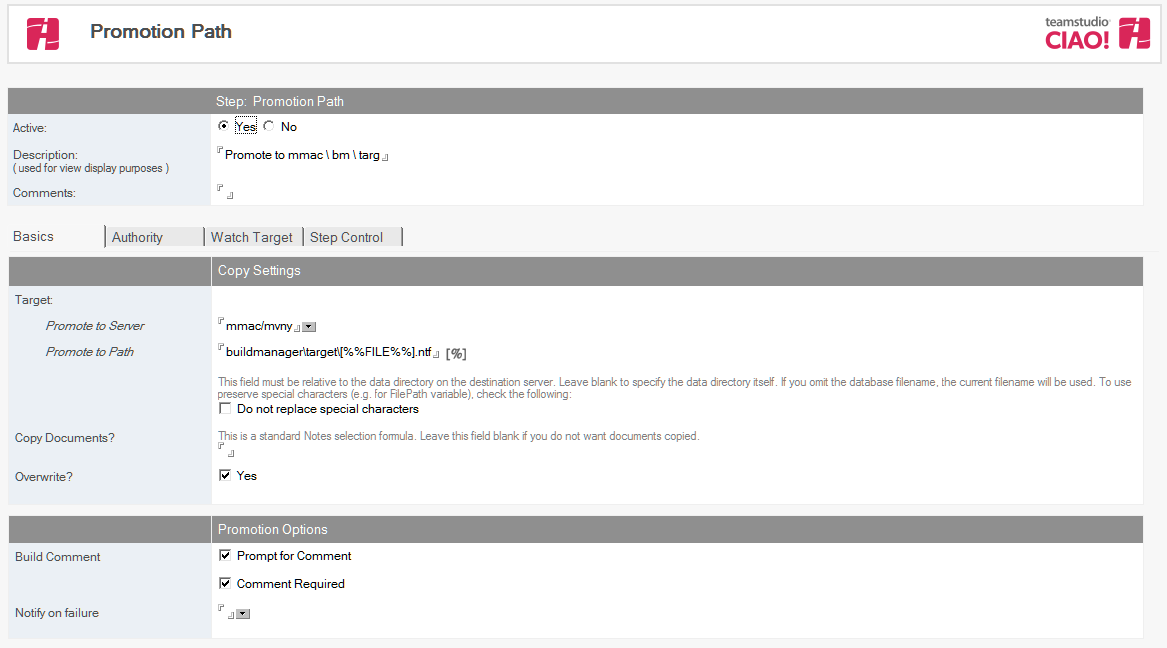 Promotion Path
teamstudio
CIAO!
Step: Promotion Path
Active:
Yes No
Description:
Promote to mmac \ bm \ targ
( used for view display purposes )
Comments:
Basics Authority Watch Target Step Control
Copy Settings
Target:
Promote to Server
mmac/mvny
Promote to Path
buildmanager\target\[%%FILE%%].ntf [%]
This field must be relative to the data directory on the destination server. Leave blank to specify the data directory itself. If you omit the database filename, the current filename will be used. To use
preserve special characters (e.g. for FilePath variable), check the following:
Do not replace special characters
Copy Documents?
This is a standard Notes selection formula. Leave this field blank if you do not want documents copied.
Overwrite?
Yes
Promotion Options
Build Comment
Prompt for Comment
Comment Required
Notify on failure